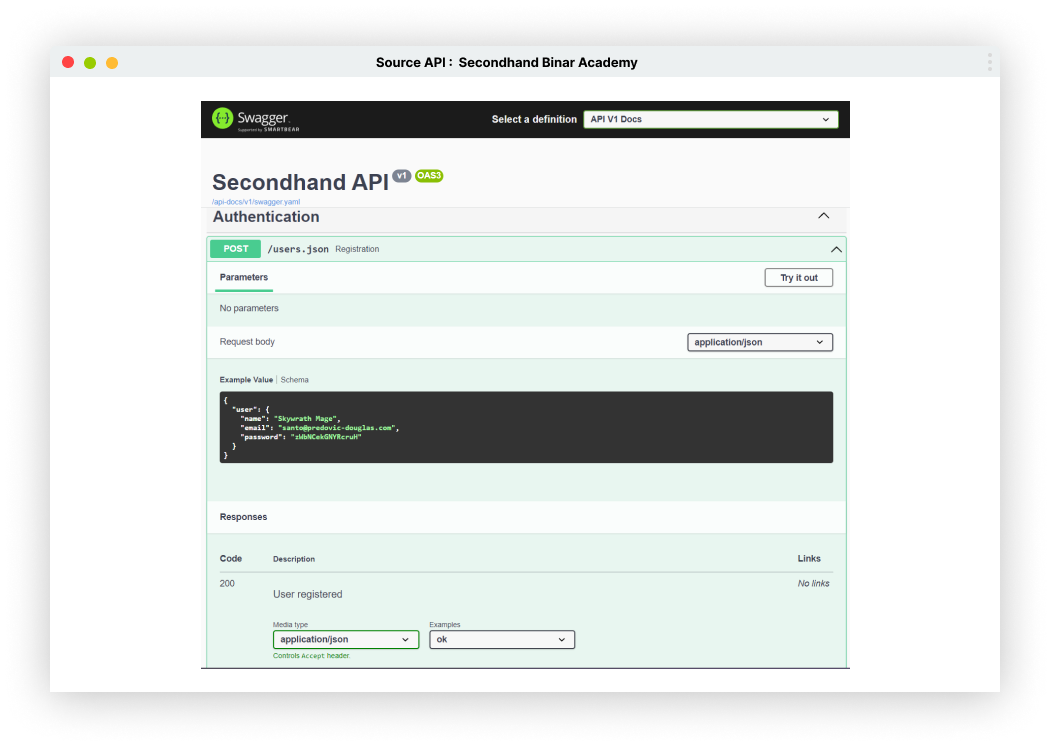 Source API :  Secondhand Binar Academy
Swagger.
Supported by SMARTBEAR
Select a definition
API V1 Docs
Secondhand API v1 OAS3
/api-docs/v1/swagger.yaml
Authentication
POST /users.json Registration
Parameters
Try it out
No parameters
Request body
application/json
Example Value | Schema
{
"user": {
"name": "Skywrath Mage",
"email": "santo@predovic-douglas.com",
"password": "zWbNCekGNYRcruH"
}
}
Responses
Code Description Links
200 User registered No links
Media type Examples
application/json ok
Controls Accept header.